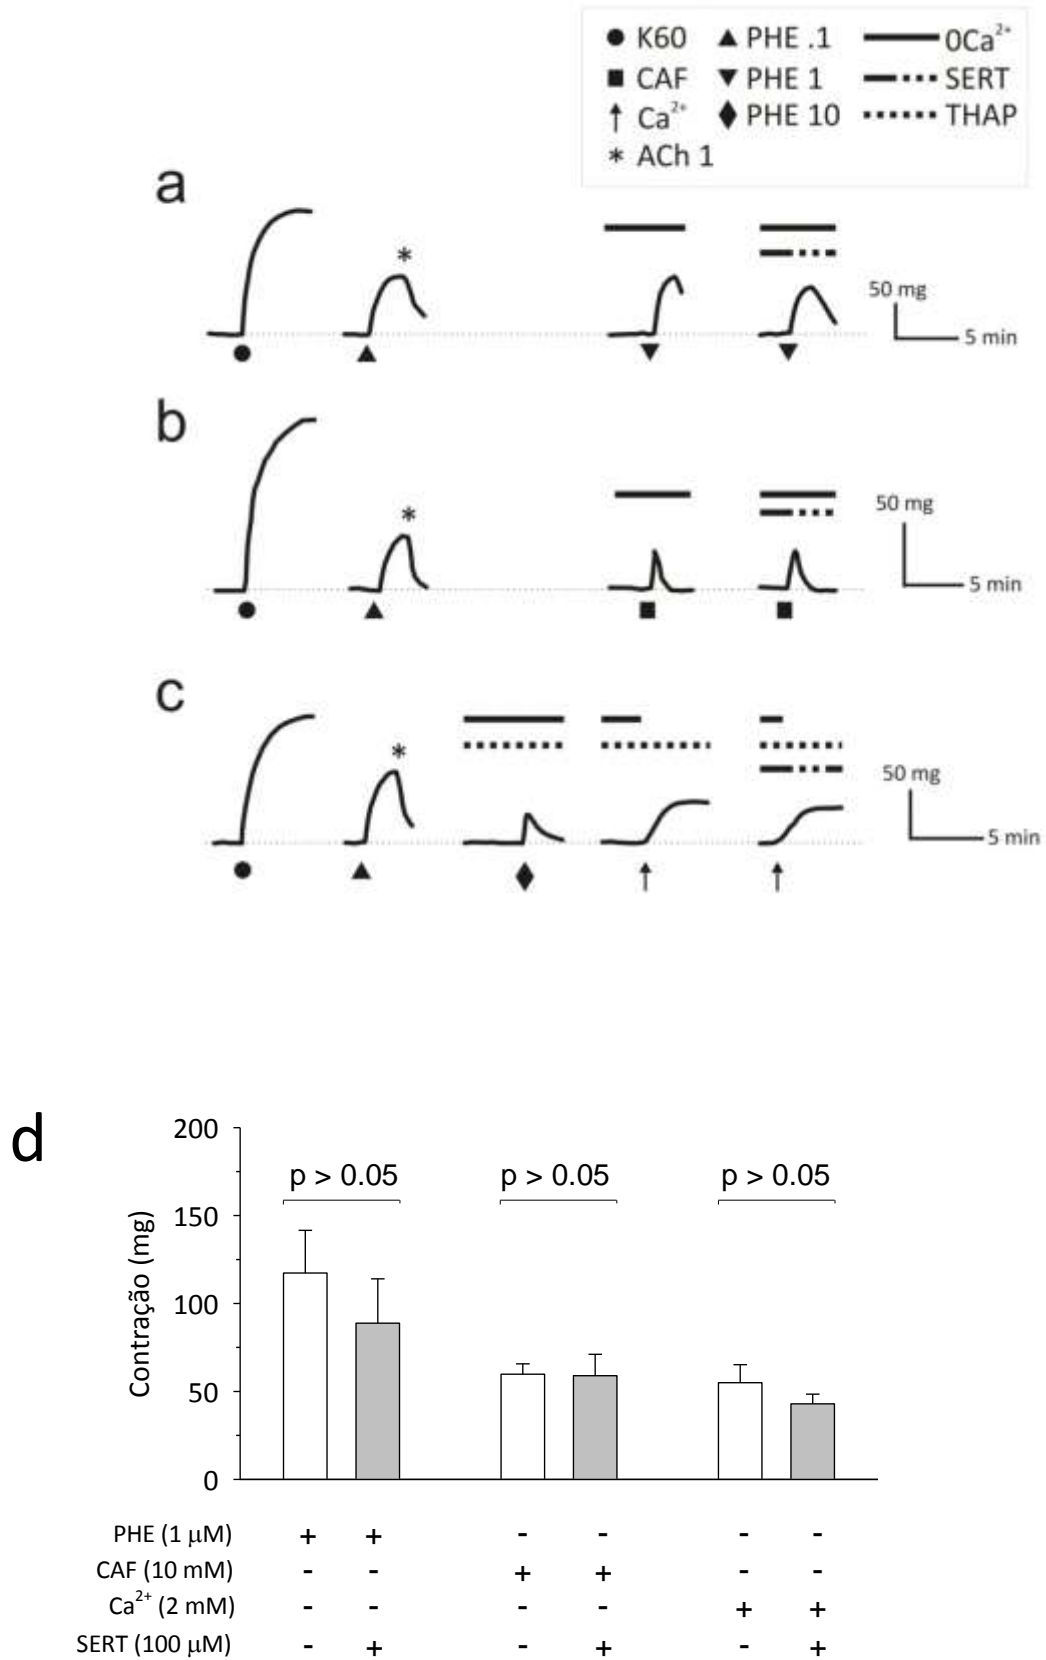 K60 PHE .1 0Ca²⁺
CAF PHE 1 SERT
Ca²⁺ PHE 10 THAP
* ACh 1
a
*
50 mg
5 min
b
*
50 mg
5 min
c
*
50 mg
5 min
d
Contração (mg)
200
150
100
50
0
p > 0.05 p > 0.05 p > 0.05
PHE (1 µM) + + - - - -
CAF (10 mM) - - + + - -
Ca²⁺ (2 mM) - - - - + +
SERT (100 µM) - + - + - +